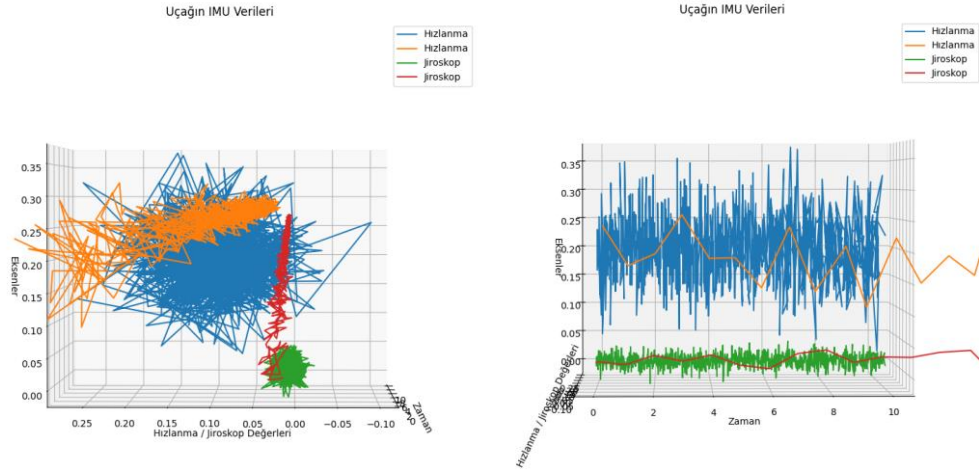 Uçağın IMU Verileri
Hızlanma
Hızlanma
Jiroskop
Jiroskop
0.35
0.30
0.25
0.20
0.15
0.10
0.05
0.00
Eksenler
0.25 0.20 0.15 0.10 0.05 0.00 −0.05 −0.10
Hızlanma / Jiroskop Değerleri
Zaman
Uçağın IMU Verileri
Hızlanma
Hızlanma
Jiroskop
Jiroskop
0.35
0.30
0.25
0.20
0.15
0.10
0.05
0.00
Eksenler
Hızlanma / Jiroskop Değerleri
0 2 4 6 8 10
Zaman